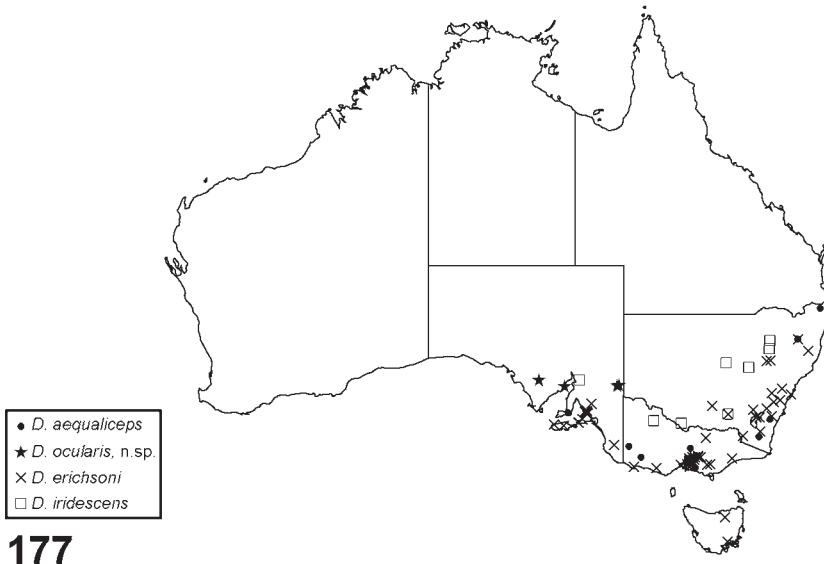 D. aequaliceps
D. ocularis, n.sp.
D. erichsoni
D. iridescens
177